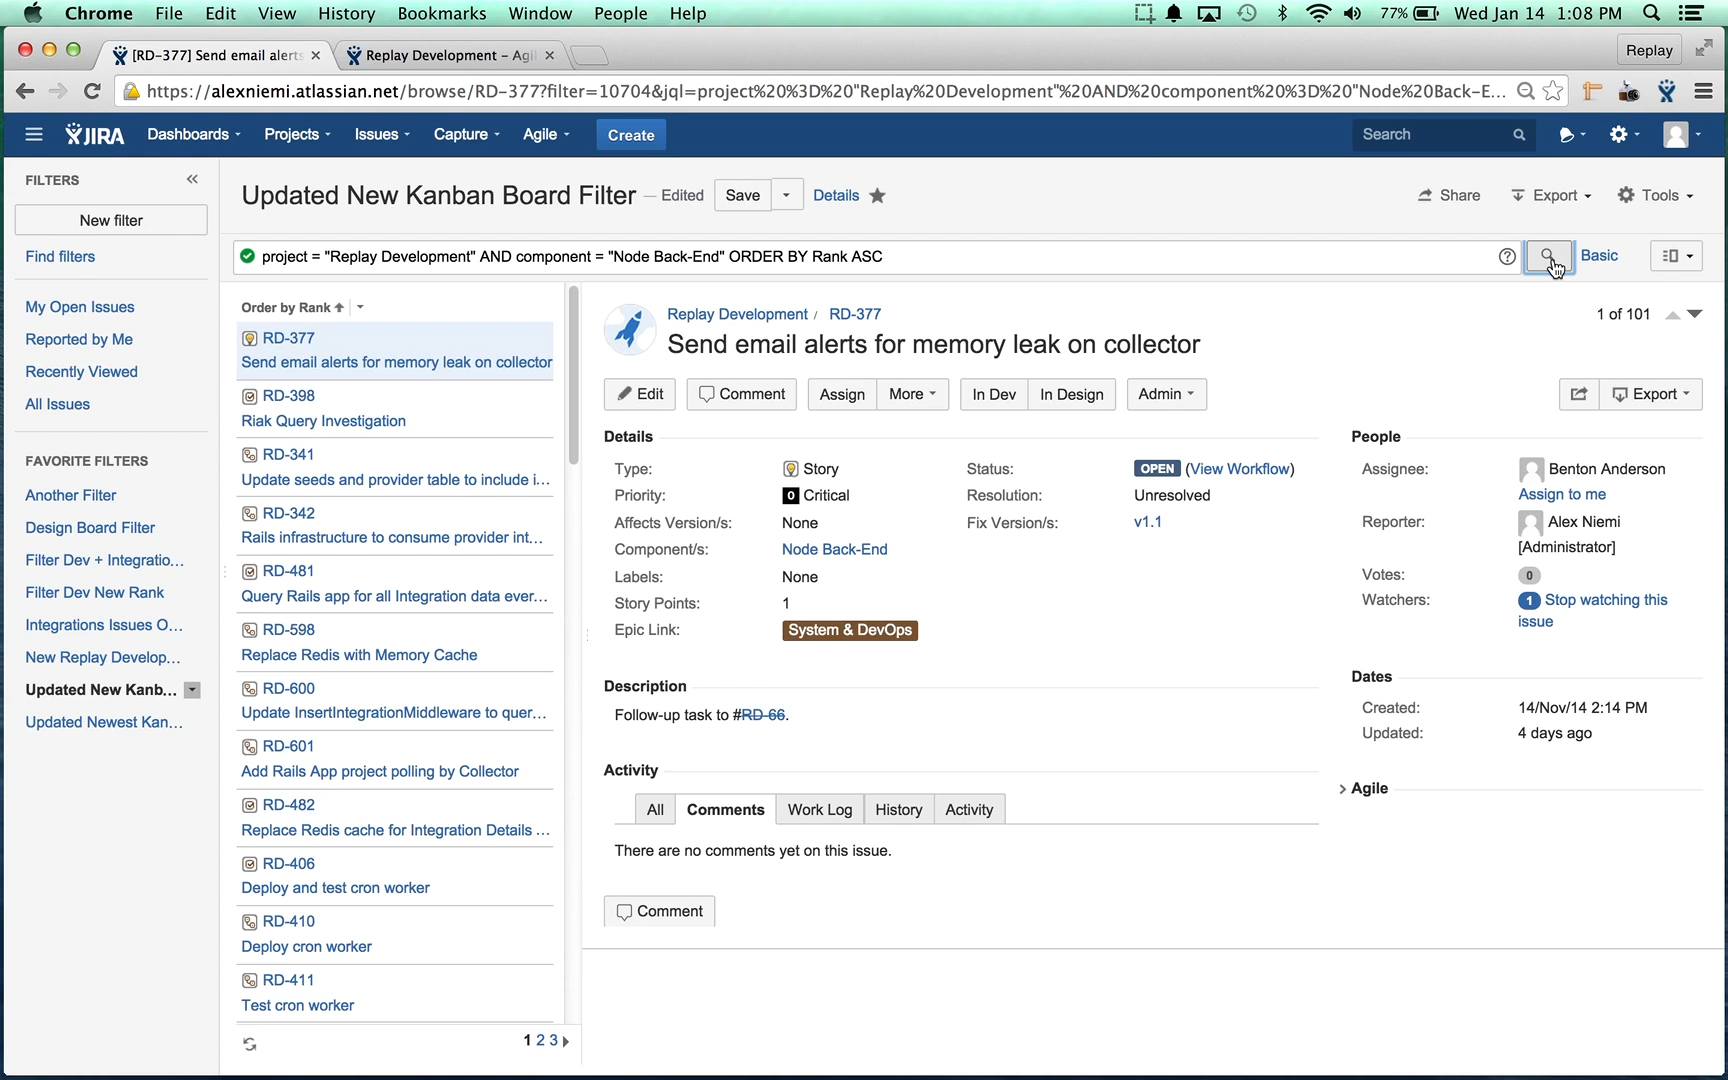 Chrome File Edit View History Bookmarks Window People Help 77% Wed Jan 14 1:08 PM
[RD-377] Send email alerts Replay Development – Agil Replay
https://alexniemi.atlassian.net/browse/RD-377?filter=10704&jql=project%20%3D%20"Replay%20Development"%20AND%20component%20%3D%20"Node%20Back-E...
JIRA Dashboards Projects Issues Capture Agile Create Search
FILTERS
New filter
Find filters
My Open Issues
Reported by Me
Recently Viewed
All Issues
FAVORITE FILTERS
Another Filter
Design Board Filter
Filter Dev + Integratio...
Filter Dev New Rank
Integrations Issues O...
New Replay Develop...
Updated New Kanb...
Updated Newest Kan...
Updated New Kanban Board Filter — Edited Save Details Share Export Tools
project = "Replay Development" AND component = "Node Back-End" ORDER BY Rank ASC Basic
Order by Rank
RD-377
Send email alerts for memory leak on collector
RD-398
Riak Query Investigation
RD-341
Update seeds and provider table to include i...
RD-342
Rails infrastructure to consume provider int...
RD-481
Query Rails app for all Integration data ever...
RD-598
Replace Redis with Memory Cache
RD-600
Update InsertIntegrationMiddleware to quer...
RD-601
Add Rails App project polling by Collector
RD-482
Replace Redis cache for Integration Details ...
RD-406
Deploy and test cron worker
RD-410
Deploy cron worker
RD-411
Test cron worker
1 2 3
Replay Development / RD-377 1 of 101
Send email alerts for memory leak on collector
Edit Comment Assign More In Dev In Design Admin Export
Details
Type: Story Status: OPEN (View Workflow)
Priority: 0 Critical Resolution: Unresolved
Affects Version/s: None Fix Version/s: v1.1
Component/s: Node Back-End
Labels: None
Story Points: 1
Epic Link: System & DevOps
Description
Follow-up task to #RD-66.
Activity
All Comments Work Log History Activity
There are no comments yet on this issue.
Comment
People
Assignee: Benton Anderson
Assign to me
Reporter: Alex Niemi
[Administrator]
Votes: 0
Watchers: 1 Stop watching this
issue
Dates
Created: 14/Nov/14 2:14 PM
Updated: 4 days ago
Agile